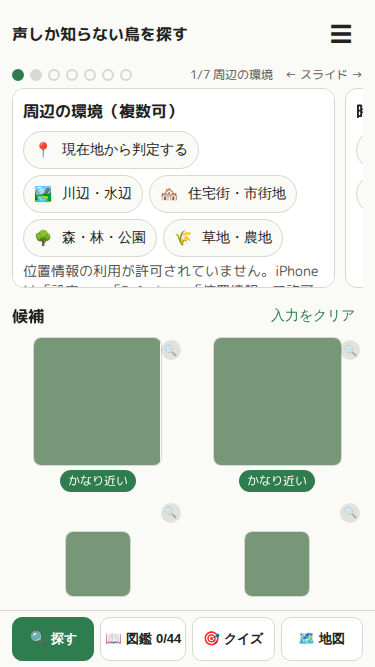 声しか知らない鳥を探す
1/7 周辺の環境 ← スライド →
周辺の環境（複数可）
現在地から判定する
川辺・水辺 住宅街・市街地
森・林・公園 草地・農地
位置情報の利用が許可されていません。iPhone
候補 入力をクリア
かなり近い かなり近い
探す 図鑑 0/44 クイズ 地図